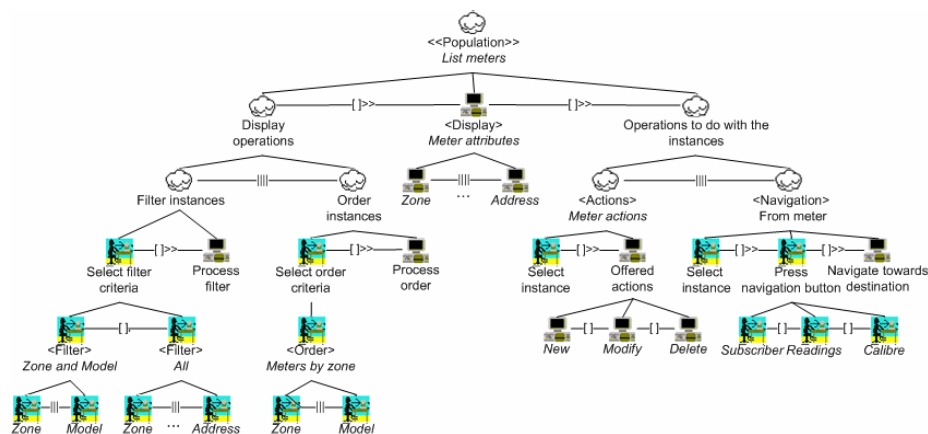 <<Population>>
List meters
[ ]>> [ ]>>
Display
operations
<Display>
Meter attributes
Operations to do with the
instances
|||| |||| ||||
Filter instances
Order
instances
Zone ... Address
<Actions>
Meter actions
<Navigation>
From meter
[ ]>> [ ]>> [ ]>> [ ]>> [ ]>>
Select filter
criteria
Process
filter
Select order
criteria
Process
order
Select
instance
Offered
actions
Select
instance
Press
navigation button
Navigate towards
destination
[ ] [ ] [ ] [ ] [ ]
<Filter>
Zone and Model
<Filter>
All
<Order>
Meters by zone
New Modify Delete
Subscriber Readings Calibre
||| ||| |||
Zone Model Zone ... Address Zone Model